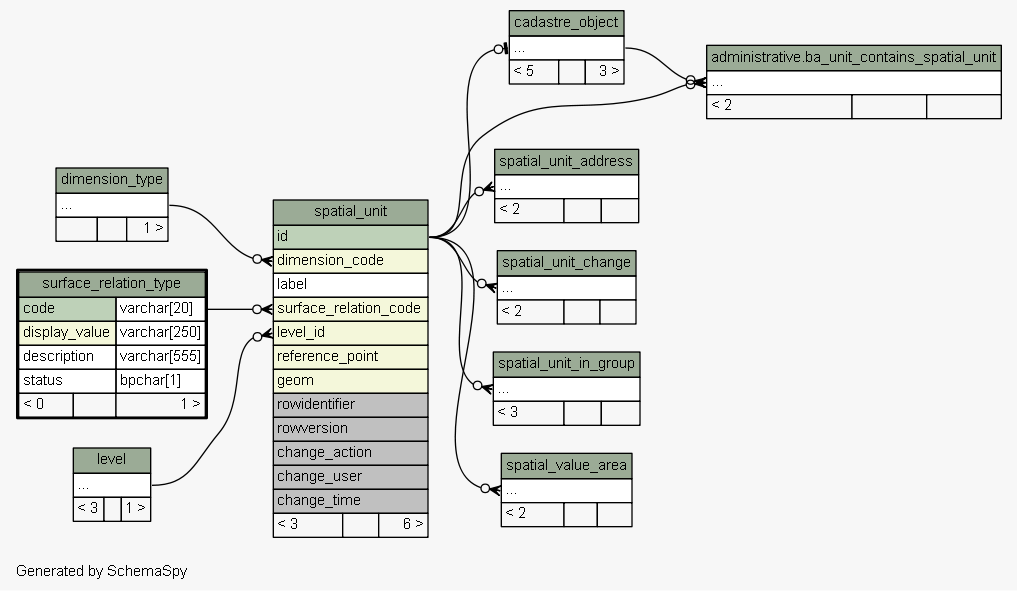 cadastre_object
...
< 5 3 >
administrative.ba_unit_contains_spatial_unit
...
< 2
spatial_unit_address
...
< 2
dimension_type
...
1 >
spatial_unit
id
dimension_code
label
surface_relation_code
level_id
reference_point
geom
rowidentifier
rowversion
change_action
change_user
change_time
< 3 6 >
spatial_unit_change
...
< 2
surface_relation_type
code varchar[20]
display_value varchar[250]
description varchar[555]
status bpchar[1]
< 0 1 >
spatial_unit_in_group
...
< 3
level
...
< 3 1 >
spatial_value_area
...
< 2
Generated by SchemaSpy